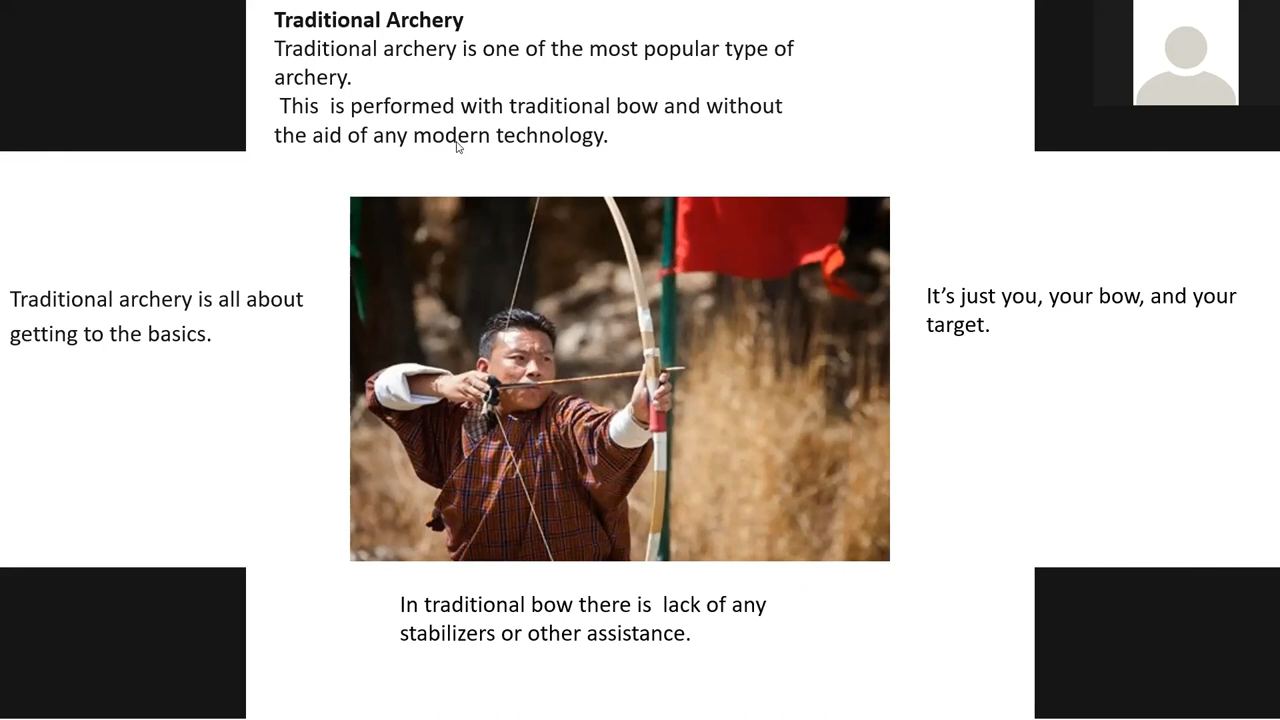 Traditional Archery
Traditional archery is one of the most popular type of
archery.
This  is performed with traditional bow and without
the aid of any modern technology.
Traditional archery is all about
getting to the basics.
It’s just you, your bow, and your
target.
In traditional bow there is  lack of any
stabilizers or other assistance.